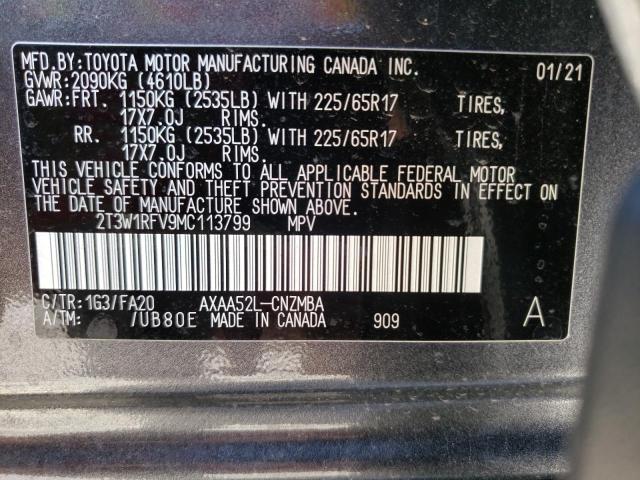 MFD.BY:TOYOTA MOTOR MANUFACTURING CANADA INC. 01/21
GVWR:2090KG (4610LB)
GAWR:FRT. 1150KG (2535LB) WITH 225/65R17 TIRES,
17X7.0J RIMS.
RR. 1150KG (2535LB) WITH 225/65R17 TIRES,
17X7.0J RIMS.
THIS VEHICLE CONFORMS TO ALL APPLICABLE FEDERAL MOTOR
VEHICLE SAFETY AND THEFT PREVENTION STANDARDS IN EFFECT ON
THE DATE OF MANUFACTURE SHOWN ABOVE.
2T3W1RFV9MC113799 MPV
C/TR:1G3/FA20 AXAA52L-CNZMBA A
A/TM: /UB80E MADE IN CANADA 909